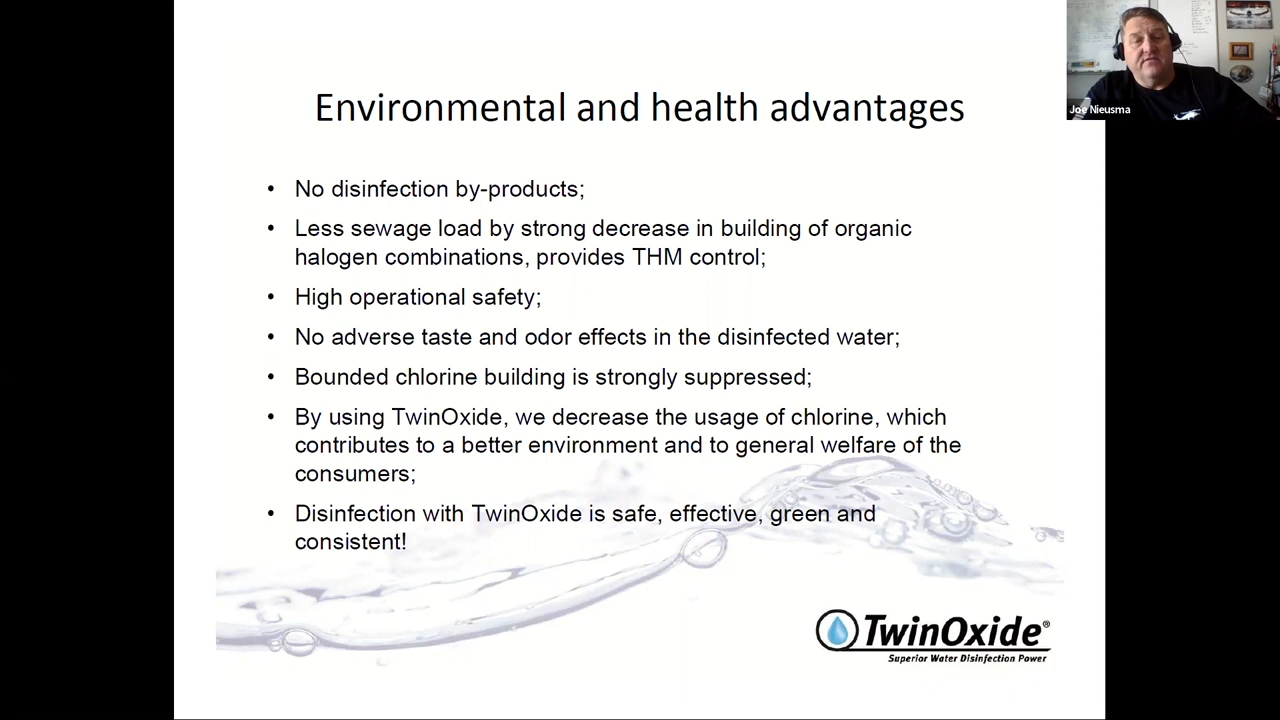 Environmental and health advantages
• No disinfection by-products;
• Less sewage load by strong decrease in building of organic
halogen combinations, provides THM control;
• High operational safety;
• No adverse taste and odor effects in the disinfected water;
• Bounded chlorine building is strongly suppressed;
• By using TwinOxide, we decrease the usage of chlorine, which
contributes to a better environment and to general welfare of the
consumers;
• Disinfection with TwinOxide is safe, effective, green and
consistent!
TwinOxide®
Superior Water Disinfection Power
Joe Nieusma